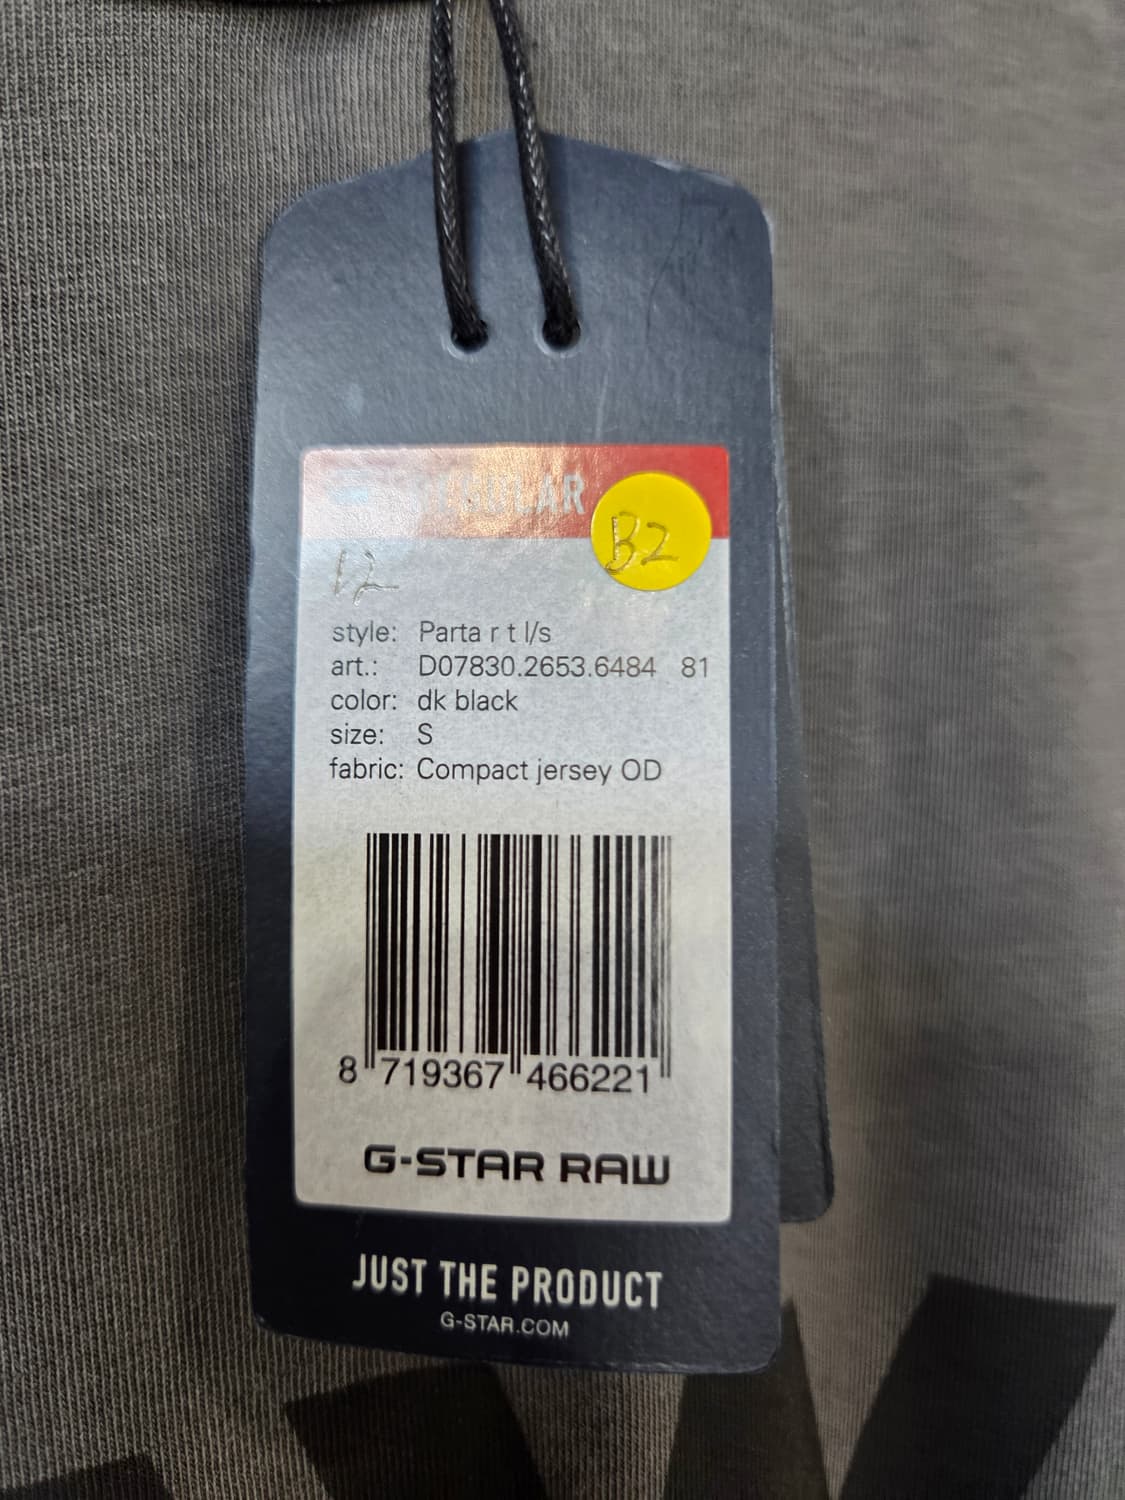 REGULAR
B2
12
style: Parta r t l/s
art.: D07830.2653.6484 81
color: dk black
size: S
fabric: Compact jersey OD
8 719367 466221
G-STAR RAW
JUST THE PRODUCT
G-STAR.COM